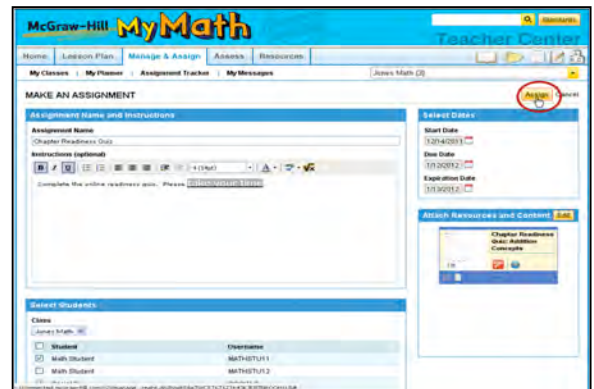 McGraw-Hill My Math
Standards
Teacher Center
Home Lesson Plan Manage & Assign Assess Resources
My Classes | My Planner | Assignment Tracker | My Messages
Jones Math (3)
MAKE AN ASSIGNMENT
Assign Cancel
Assignment Name and Instructions
Assignment Name
Chapter Readiness Quiz
Instructions (optional)
B I U
4 (14pt)
Complete the online readiness quiz. Please
Select Dates
Start Date
12/14/2011
Due Date
1/12/2012
Expiration Date
1/13/2012
Attach Resources and Content Edit
Chapter Readiness
Quiz: Addition
Concepts
Select Students
Class
Jones Math
Student Username
Math Student MATHSTU11
Math Student MATHSTU12